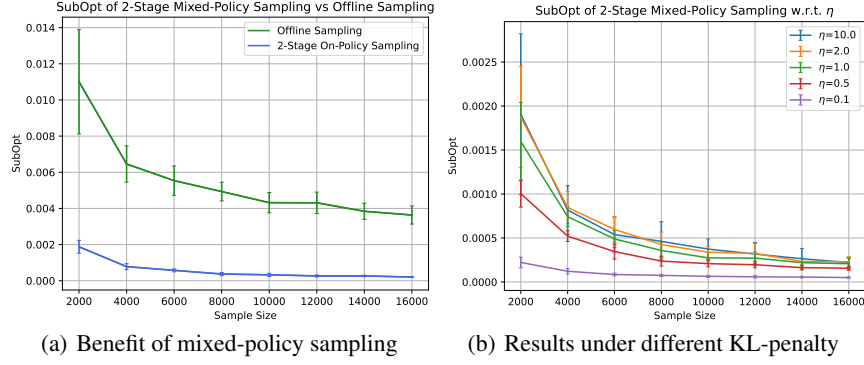 SubOpt of 2-Stage Mixed-Policy Sampling vs Offline Sampling
Offline Sampling
2-Stage On-Policy Sampling
SubOpt
0.014
0.012
0.010
0.008
0.006
0.004
0.002
0.000
2000 4000 6000 8000 10000 12000 14000 16000
Sample Size
(a) Benefit of mixed-policy sampling
SubOpt of 2-Stage Mixed-Policy Sampling w.r.t. η
η=10.0
η=2.0
η=1.0
η=0.5
η=0.1
SubOpt
0.0025
0.0020
0.0015
0.0010
0.0005
0.0000
2000 4000 6000 8000 10000 12000 14000 16000
Sample Size
(b) Results under different KL-penalty